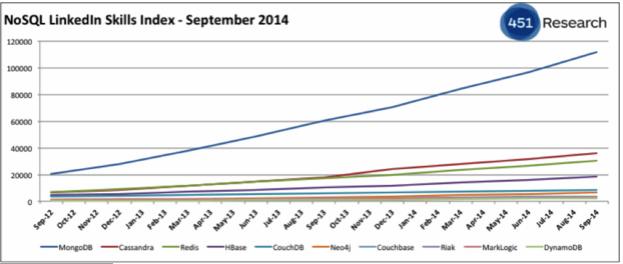 NoSQL LinkedIn Skills Index - September 2014
451 Research
120000
100000
80000
60000
40000
20000
0
Sep-12 Oct-12 Nov-12 Dec-12 Jan-13 Feb-13 Mar-13 Apr-13 May-13 Jun-13 Jul-13 Aug-13 Sep-13 Oct-13 Nov-13 Dec-13 Jan-14 Feb-14 Mar-14 Apr-14 May-14 Jun-14 Jul-14 Aug-14 Sep-14
MongoDB Cassandra Redis HBase CouchDB Neo4j Couchbase Riak MarkLogic DynamoDB